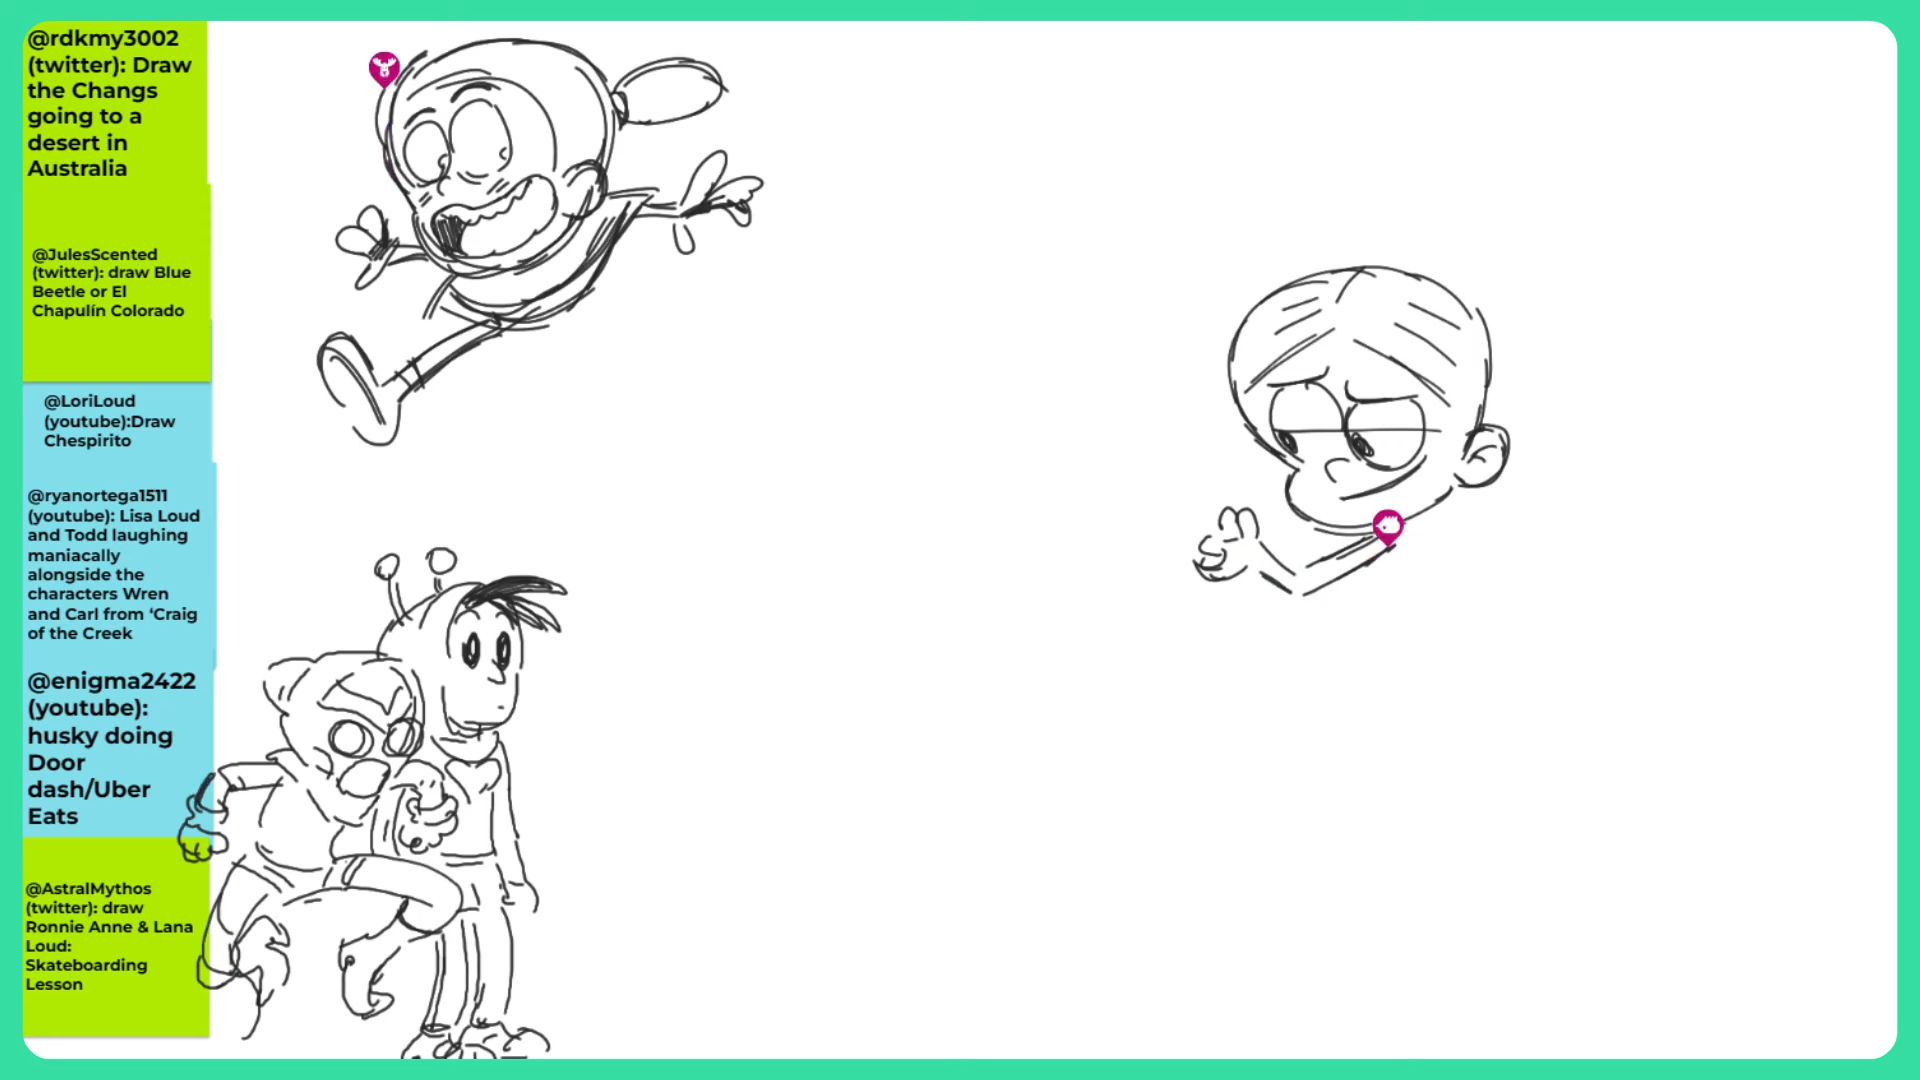 @rdkmy3002
(twitter): Draw
the Changs
going to a
desert in
Australia
@JulesScented
(twitter): draw Blue
Beetle or El
Chapulín Colorado
@LoriLoud
(youtube):Draw
Chespirito
@ryanortega1511
(youtube): Lisa Loud
and Todd laughing
maniacally
alongside the
characters Wren
and Carl from ‘Craig
of the Creek
@enigma2422
(youtube):
husky doing
Door
dash/Uber
Eats
@AstralMythos
(twitter): draw
Ronnie Anne & Lana
Loud:
Skateboarding
Lesson